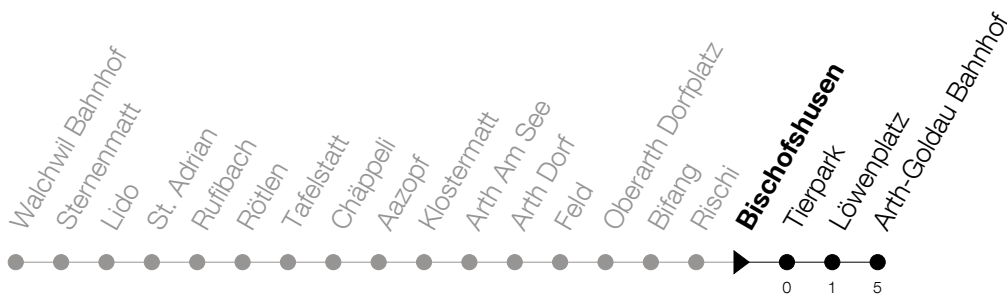 Walchwil Bahnhof
Sternenmatt
Lido
St. Adrian
Rufibach
Rötlen
Tafelstatt
Chäppeli
Aazopf
Klostermatt
Arth Am See
Arth Dorf
Feld
Oberarth Dorfplatz
Bifang
Rischi
Bischofshusen
Tierpark
Löwenplatz
Arth-Goldau Bahnhof
0 1 5